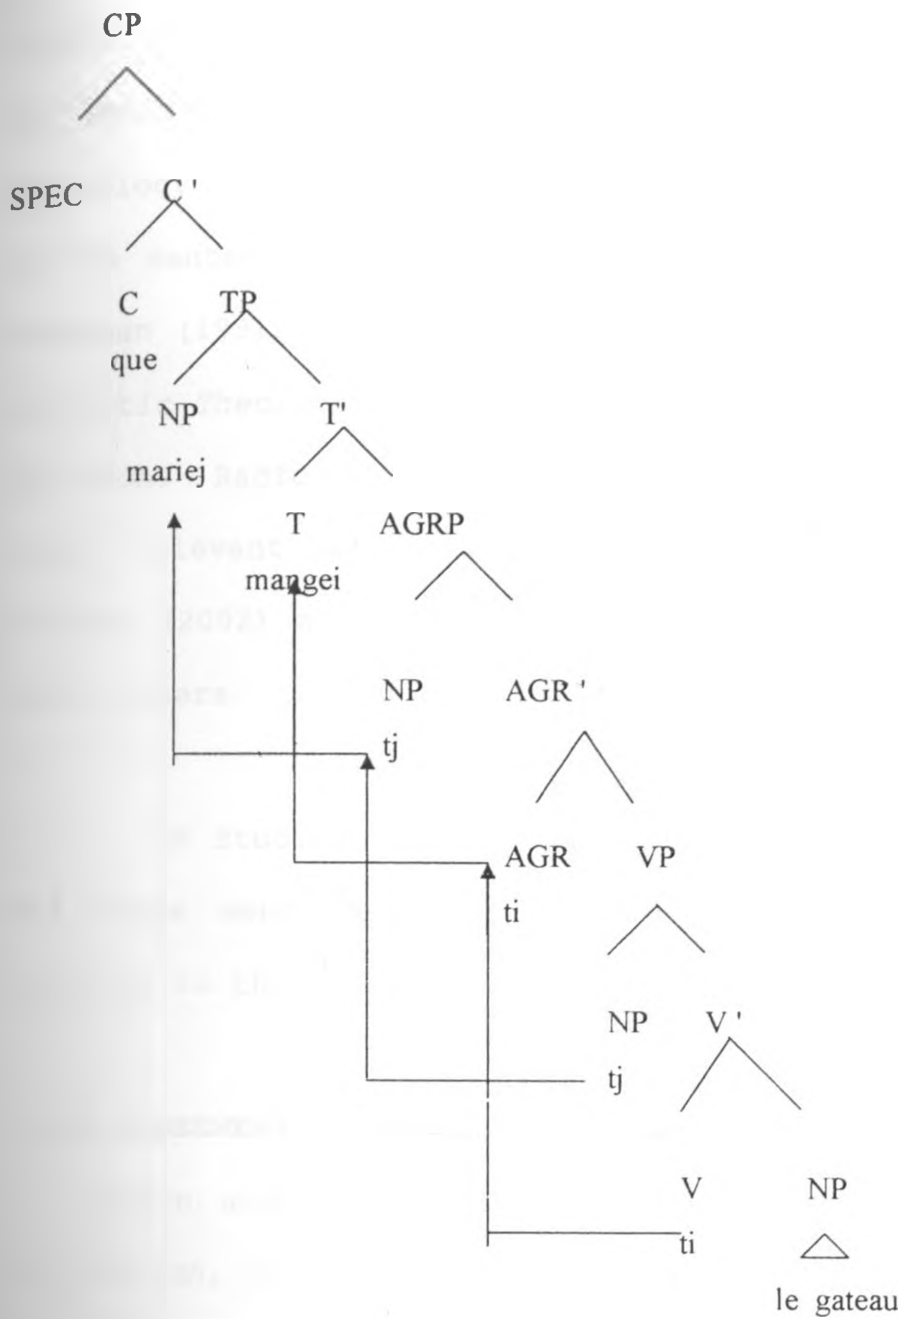 CP
SPEC C'
C TP
que
NP T'
mariej
T AGRP
mangei
NP AGR'
tj
AGR VP
ti
NP V'
tj
V NP
ti
le gateau